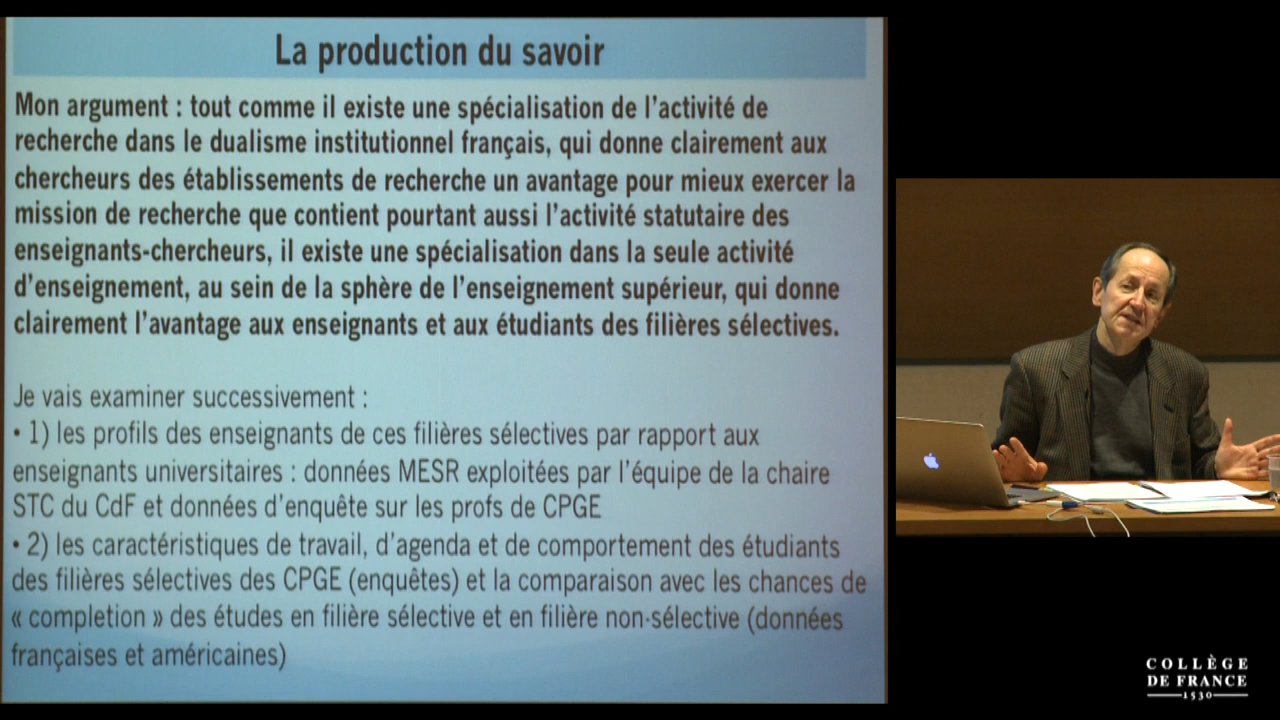 La production du savoir
Mon argument : tout comme il existe une spécialisation de l'activité de
recherche dans le dualisme institutionnel français, qui donne clairement aux
chercheurs des établissements de recherche un avantage pour mieux exercer la
mission de recherche que contient pourtant aussi l'activité statutaire des
enseignants-chercheurs, il existe une spécialisation dans la seule activité
d'enseignement, au sein de la sphère de l'enseignement supérieur, qui donne
clairement l'avantage aux enseignants et aux étudiants des filières sélectives.
Je vais examiner successivement :
• 1) les profils des enseignants de ces filières sélectives par rapport aux
enseignants universitaires : données MESR exploitées par l'équipe de la chaire
STC du CdF et données d'enquête sur les profs de CPGE
• 2) les caractéristiques de travail, d'agenda et de comportement des étudiants
des filières sélectives des CPGE (enquêtes) et la comparaison avec les chances de
« completion » des études en filière sélective et en filière non-sélective (données
françaises et américaines)
COLLÈGE
DE FRANCE
1530